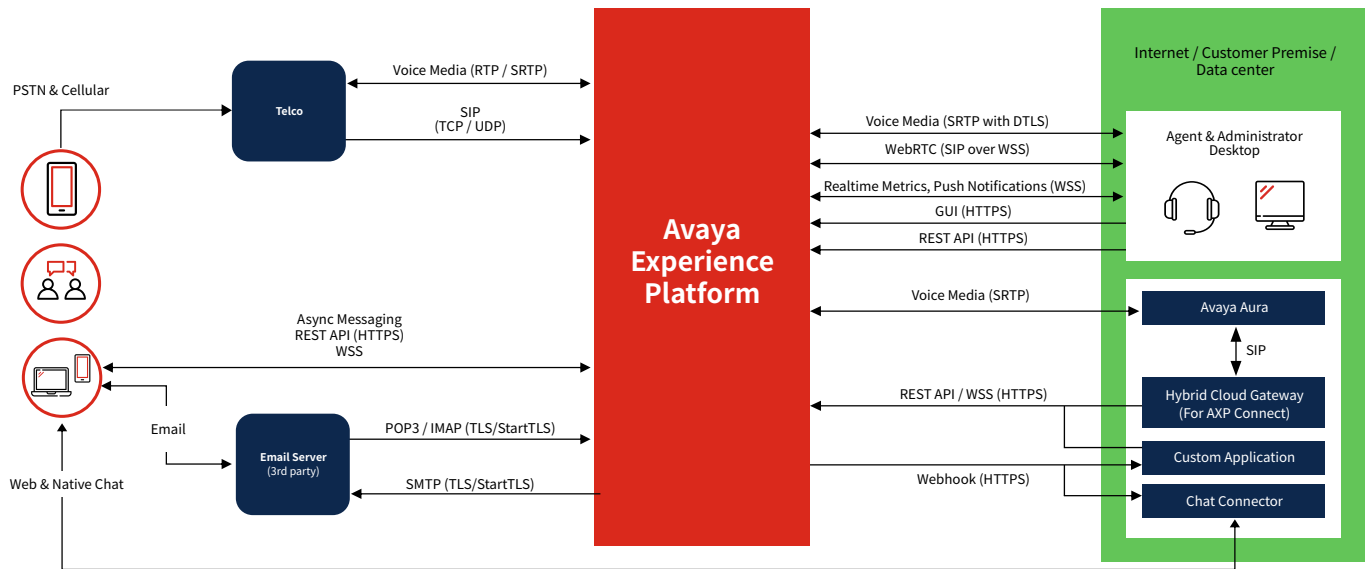 PSTN & Cellular
Telco
Voice Media (RTP / SRTP)
SIP
(TCP / UDP)
Async Messaging
REST API (HTTPS)
WSS
Email
Web & Native Chat
Email Server
(3rd party)
POP3 / IMAP (TLS/StartTLS)
SMTP (TLS/StartTLS)
Avaya
Experience
Platform
Voice Media (SRTP with DTLS)
WebRTC (SIP over WSS)
Realtime Metrics, Push Notifications (WSS)
GUI (HTTPS)
REST API (HTTPS)
Voice Media (SRTP)
REST API / WSS (HTTPS)
Webhook (HTTPS)
Internet / Customer Premise /
Data center
Agent & Administrator
Desktop
Avaya Aura
SIP
Hybrid Cloud Gateway
(For AXP Connect)
Custom Application
Chat Connector